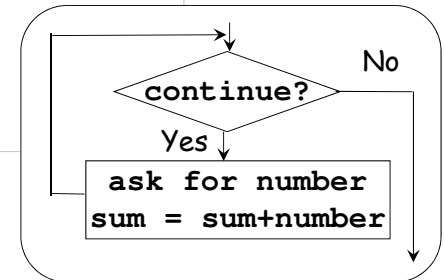 No
continue?
Yes
ask for number
sum = sum+number